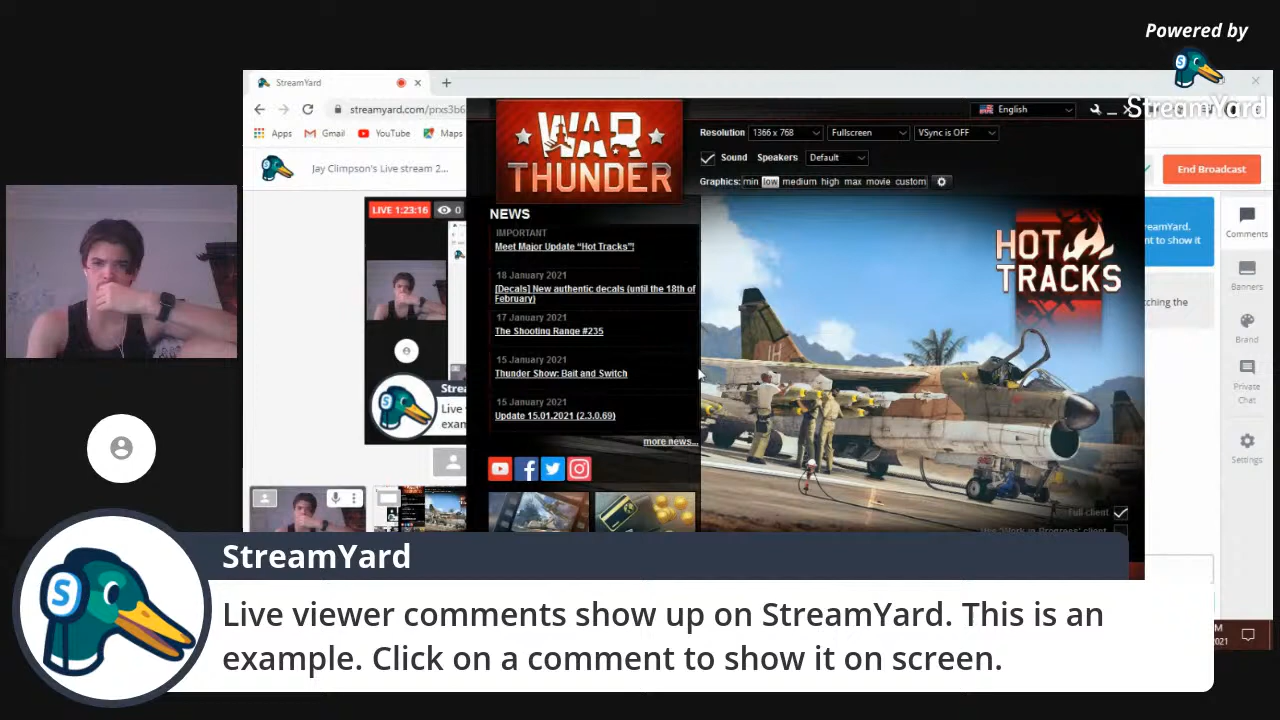 Powered by
StreamYard
StreamYard
streamyard.com/prxs3b6
Apps
Gmail
YouTube
Maps
Jay Climpson's Live stream 2...
End Broadcast
LIVE 1:23:16
0
WAR
THUNDER
English
Resolution 1366 x 768 Fullscreen VSync is OFF
Sound Speakers Default
Graphics: min low medium high max movie custom
NEWS
IMPORTANT
Meet Major Update “Hot Tracks”!
18 January 2021
[Decals] New authentic decals (until the 18th of
February)
17 January 2021
The Shooting Range #235
15 January 2021
Thunder Show: Bait and Switch
15 January 2021
Update 15.01.2021 (2.3.0.69)
more news...
HOT
TRACKS
Full client
Comments
Banners
Brand
Private
Chat
Settings
StreamYard
Live viewer comments show up on StreamYard. This is an
example. Click on a comment to show it on screen.